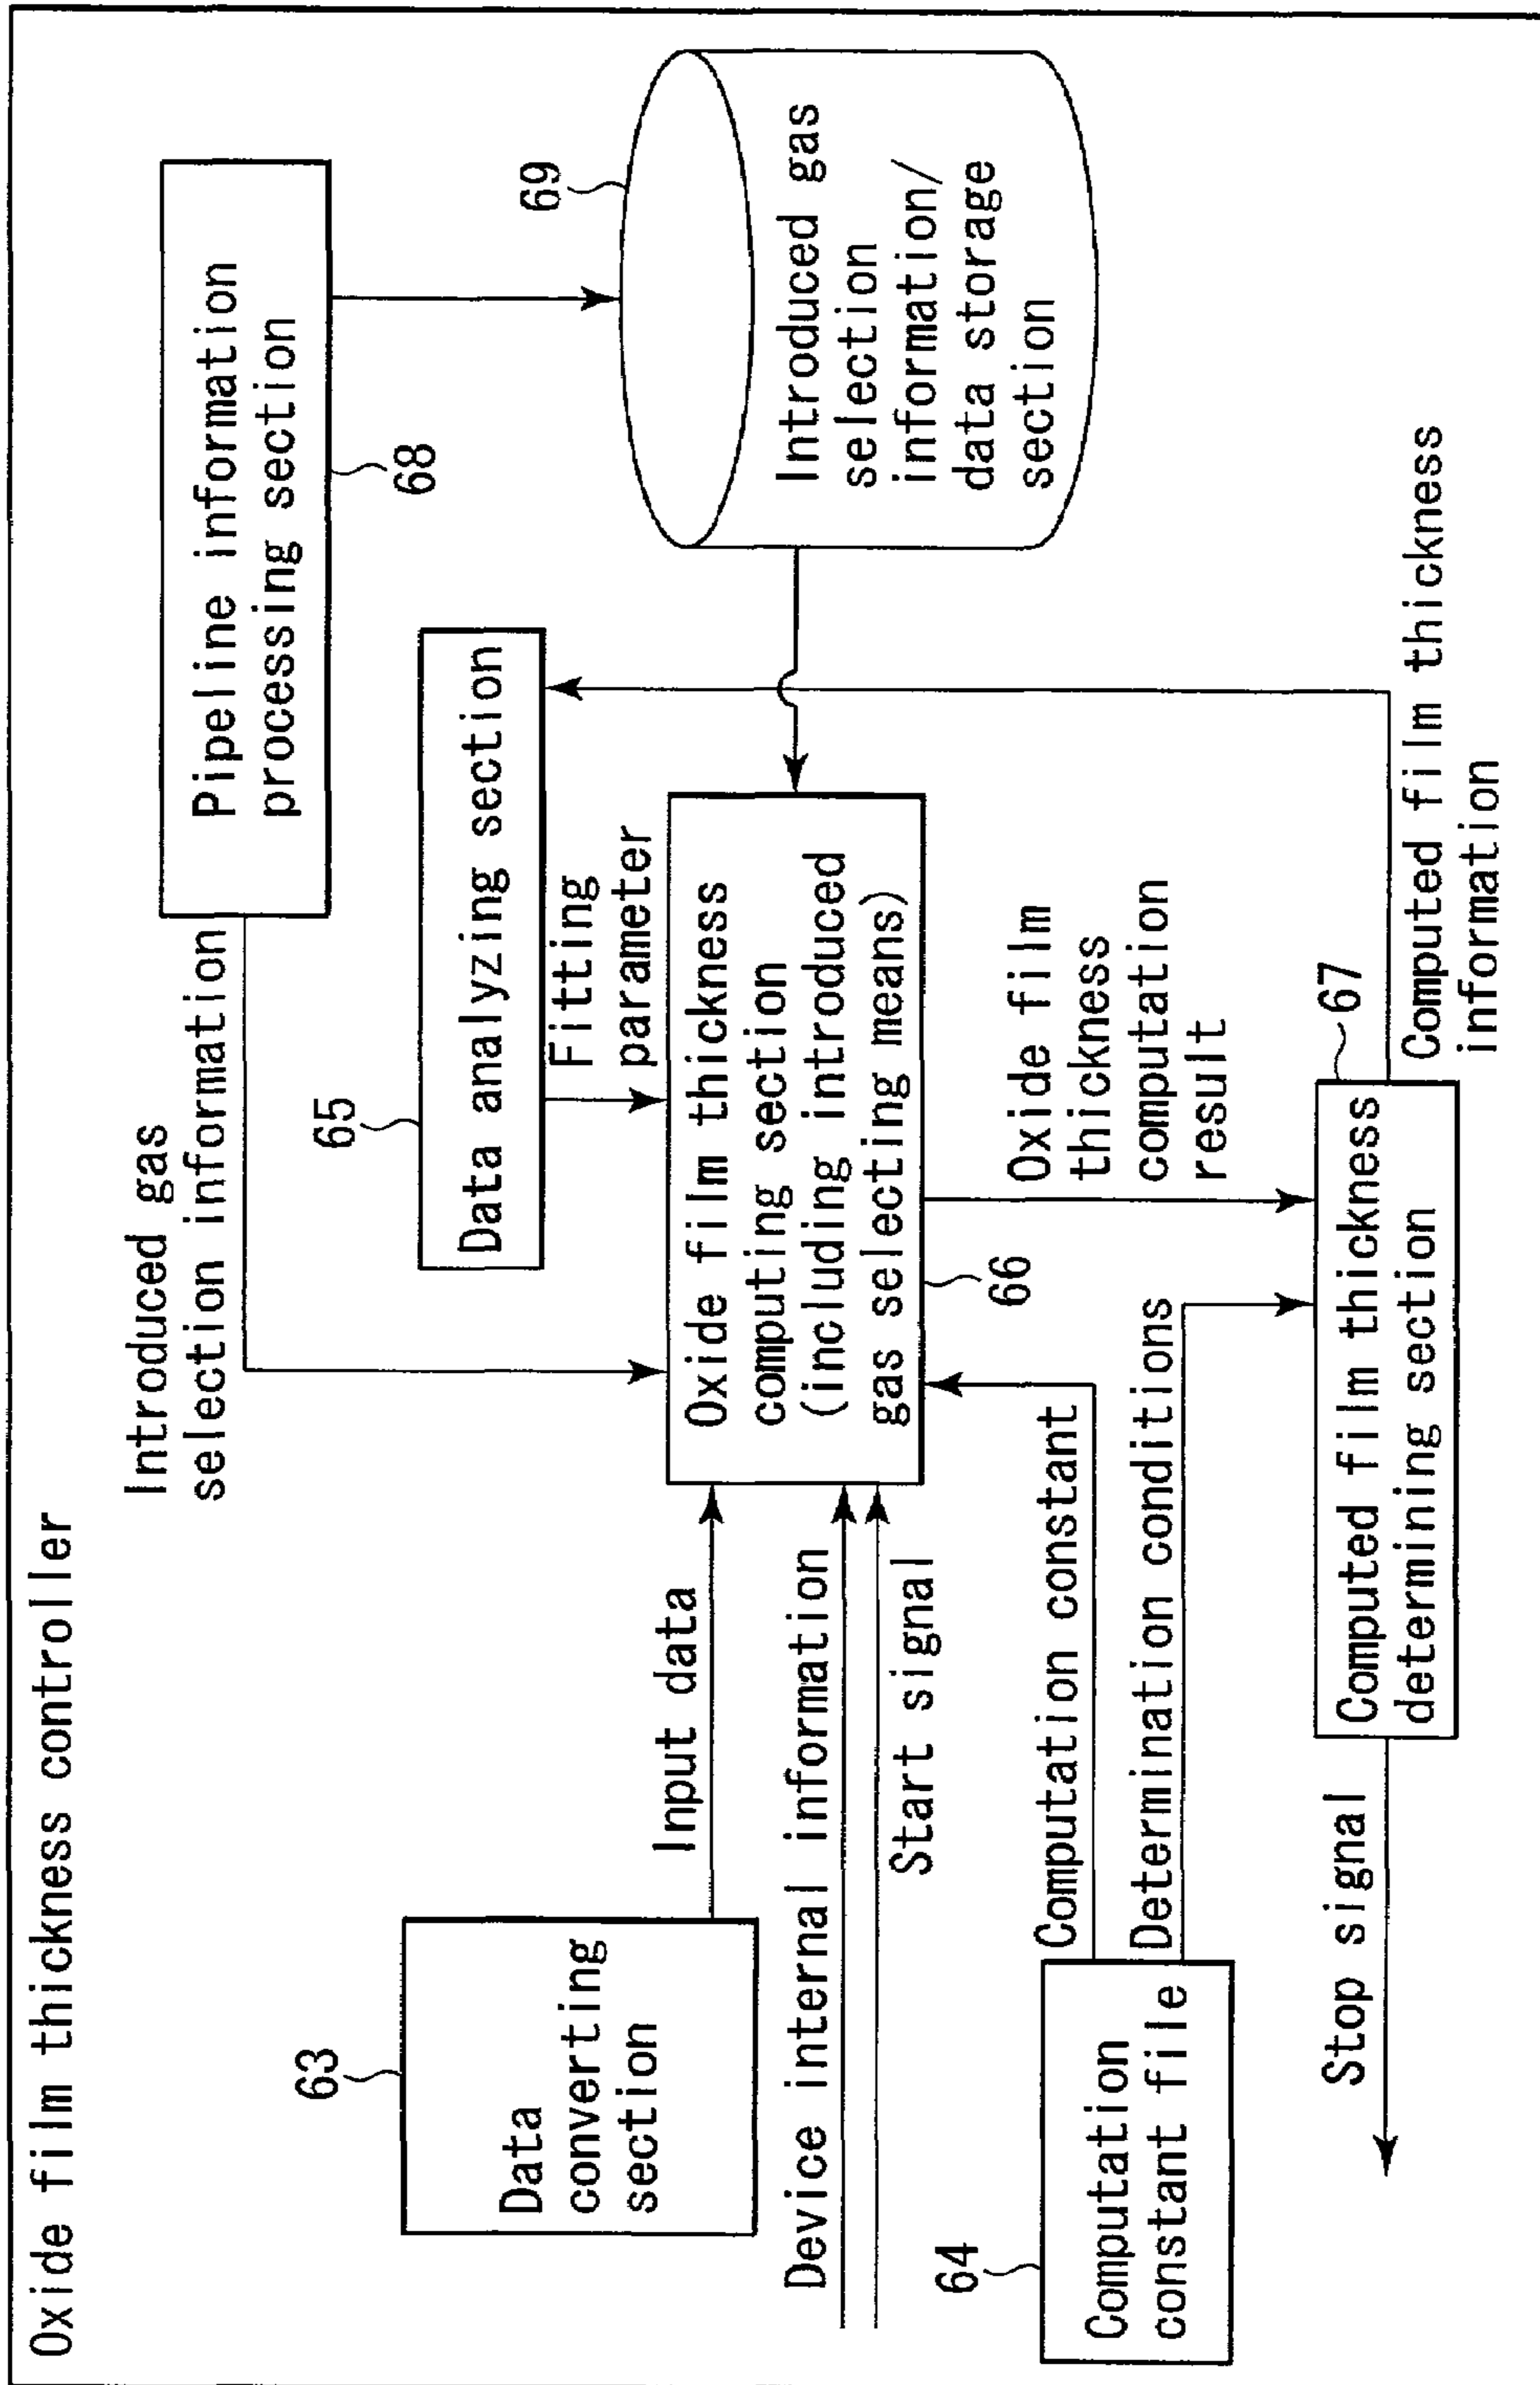 Oxide film thickness controller
Introduced gas
selection information
Pipeline information
processing section
68
65
Data analyzing section
69
Fitting
parameter
63
Data
converting
section
Input data
Oxide film thickness
computing section
(including introduced
gas selecting means)
66
Introduced gas
selection
information/
data storage
section
Device internal information
Start signal
64
Computation
constant file
Computation constant
Determination conditions
Oxide film
thickness
computation
result
67
Computed film thickness
determining section
Stop signal
Computed film thickness
information